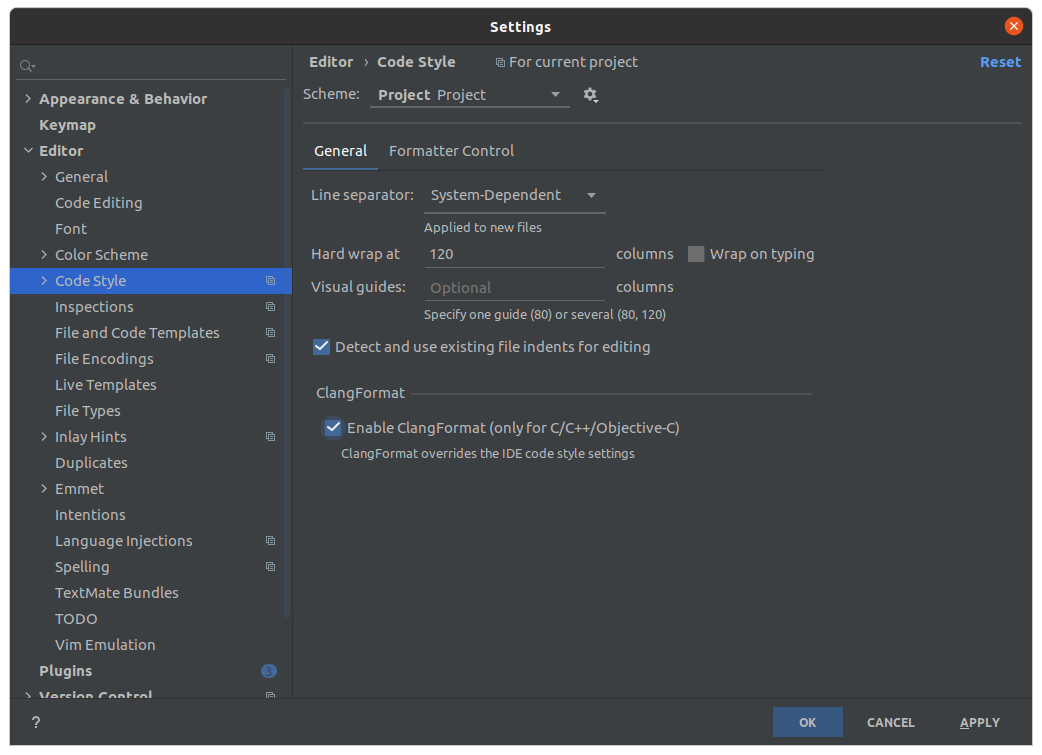 Settings
Editor › Code Style For current project Reset
Scheme: Project Project
Appearance & Behavior
Keymap
Editor
General
Code Editing
Font
Color Scheme
Code Style
Inspections
File and Code Templates
File Encodings
Live Templates
File Types
Inlay Hints
Duplicates
Emmet
Intentions
Language Injections
Spelling
TextMate Bundles
TODO
Vim Emulation
Plugins 3
Version Control
General Formatter Control
Line separator: System-Dependent
Applied to new files
Hard wrap at 120 columns Wrap on typing
Visual guides: Optional columns
Specify one guide (80) or several (80, 120)
Detect and use existing file indents for editing
ClangFormat
Enable ClangFormat (only for C/C++/Objective-C)
ClangFormat overrides the IDE code style settings
? OK CANCEL APPLY